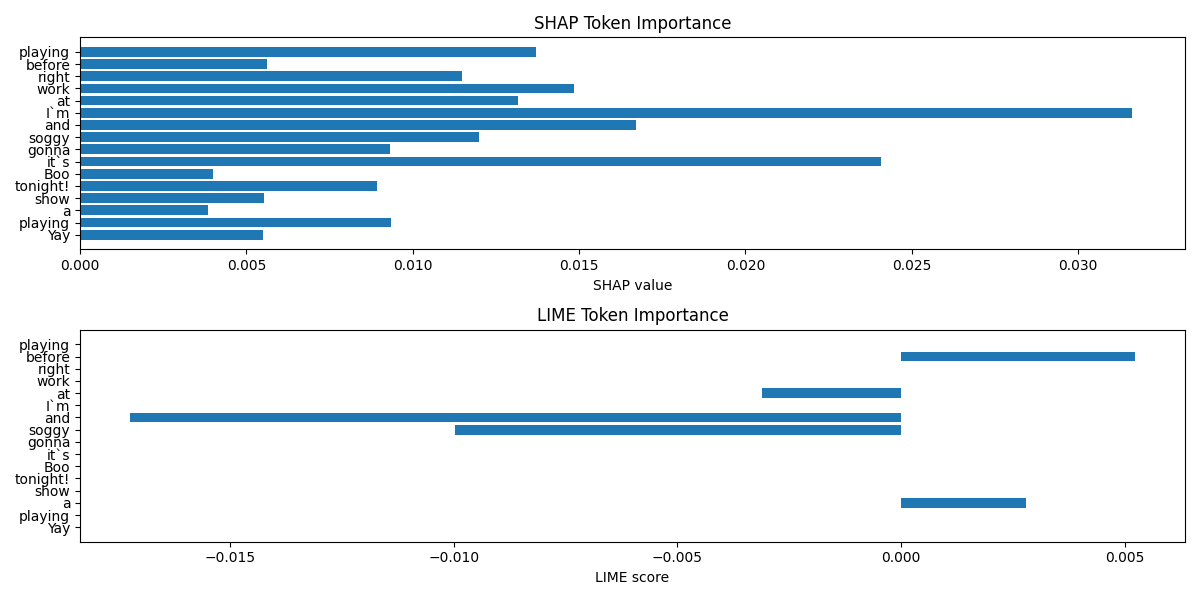 SHAP Token Importance
playing
before
right
work
at
I`m
and
soggy
gonna
it`s
Boo
tonight!
show
a
playing
Yay
0.000 0.005 0.010 0.015 0.020 0.025 0.030
SHAP value
LIME Token Importance
playing
before
right
work
at
I`m
and
soggy
gonna
it`s
Boo
tonight!
show
a
playing
Yay
−0.015 −0.010 −0.005 0.000 0.005
LIME score